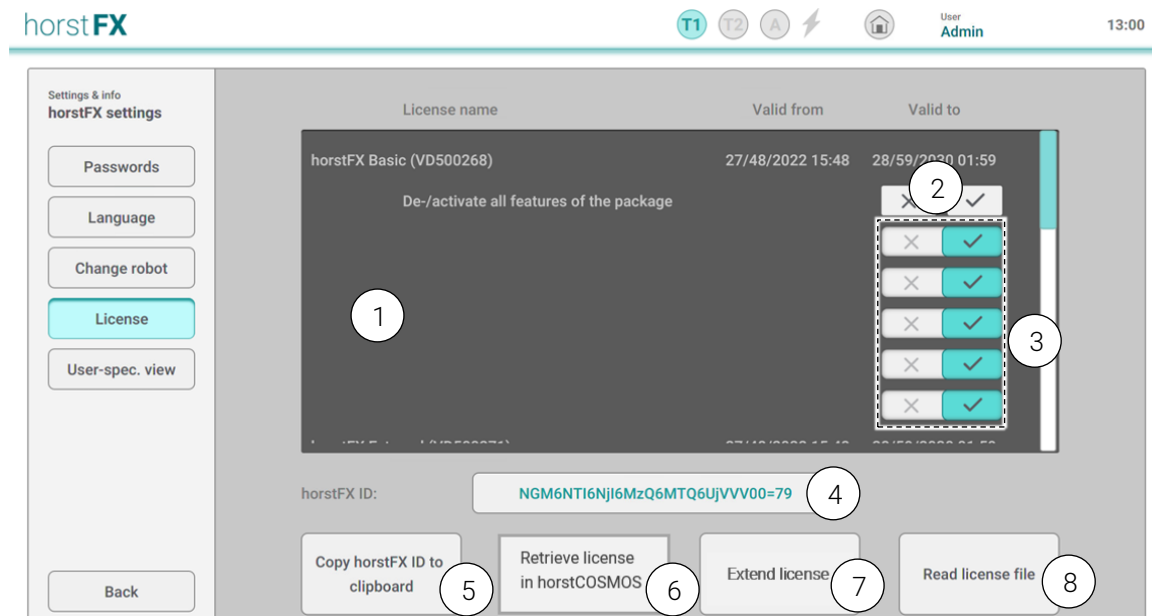 horstFX
T1 T2 A
User
Admin
13:00
Settings & info
horstFX settings
Passwords
Language
Change robot
License
User-spec. view
Back
License name Valid from Valid to
horstFX Basic (VD500268) 27/48/2022 15:48 28/59/2030 01:59
De-/activate all features of the package
1
2
3
horstFX ID: NGM6NTI6NjI6MzQ6MTQ6UjVVV00=79 4
Copy horstFX ID to
clipboard
5
Retrieve license
in horstCOSMOS
6
Extend license
7
Read license file
8